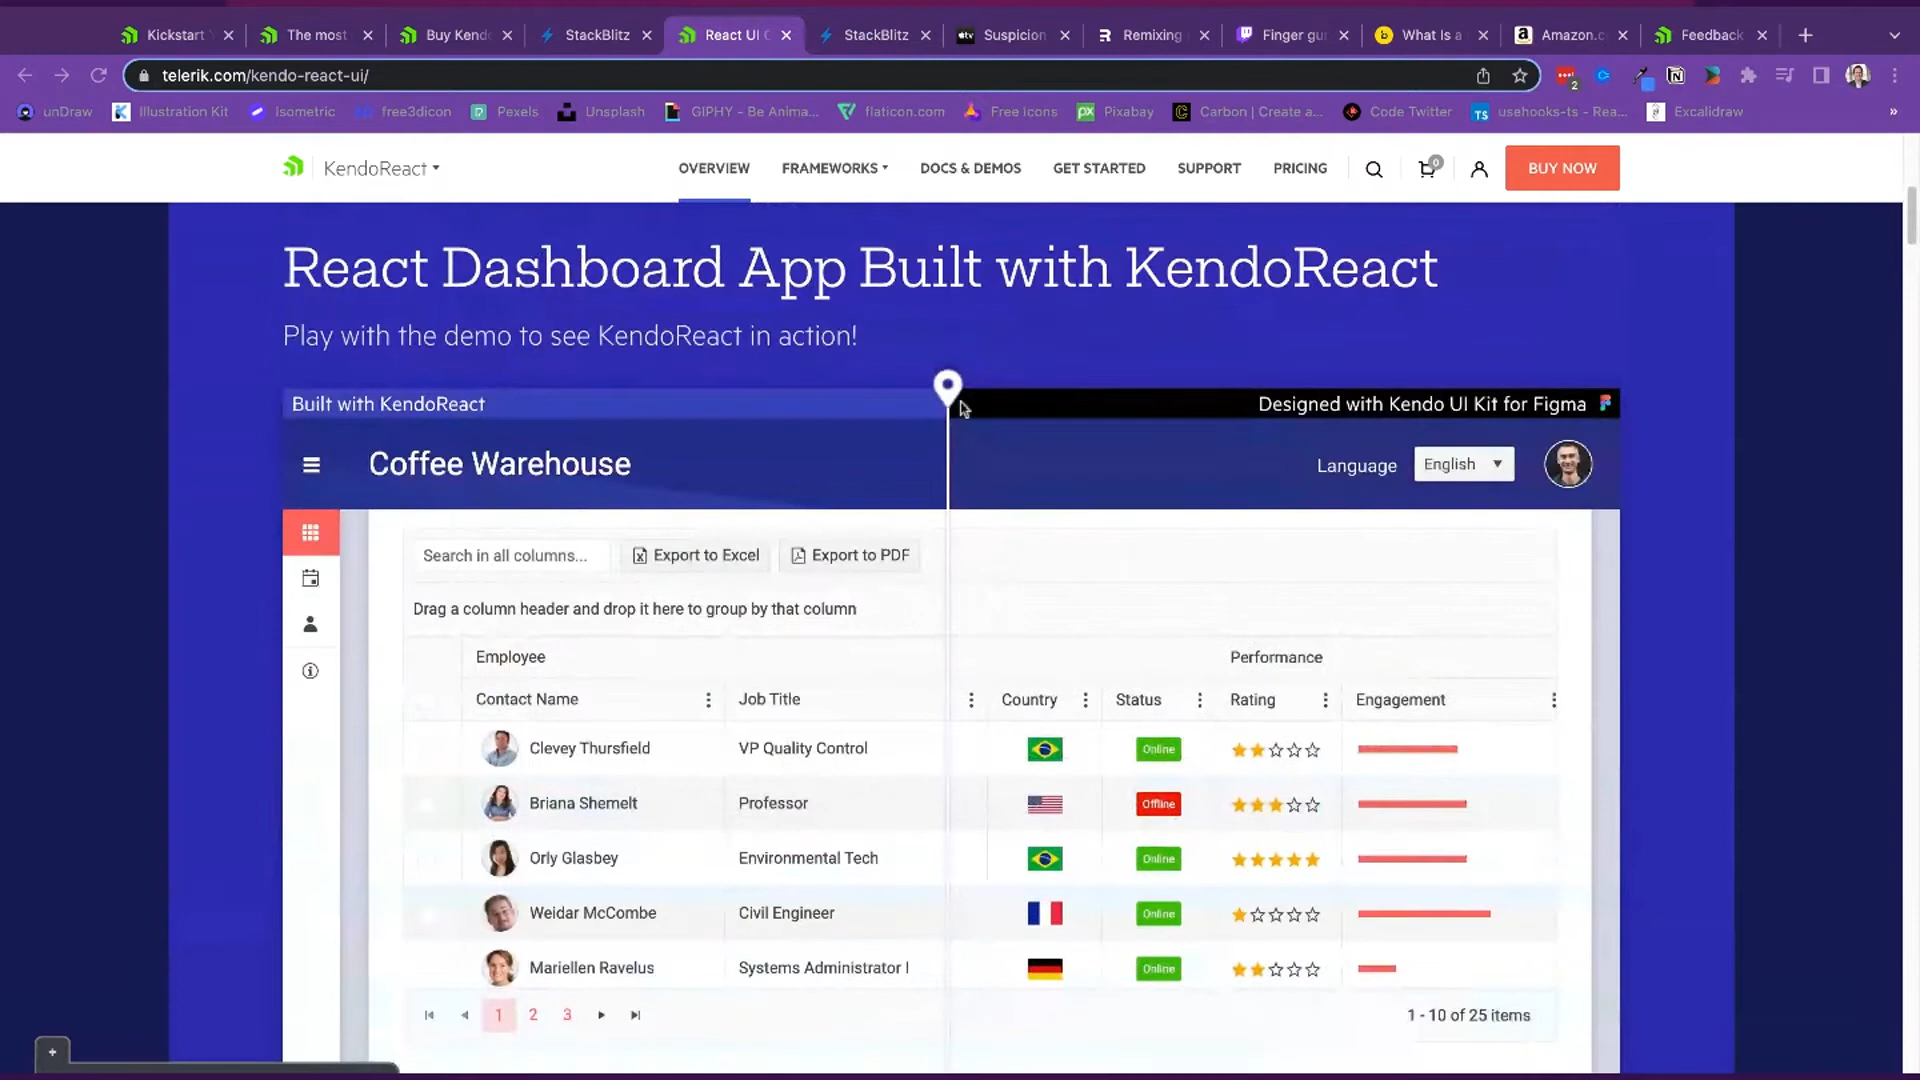 Kickstart
The most
Buy Kend
StackBlitz
React UI
StackBlitz
Suspicion
Remixing
Finger gu
What Is a
Amazon.c
Feedback
telerik.com/kendo-react-ui/
2
unDraw
Illustration Kit
Isometric
free3dicon
Pexels
Unsplash
GIPHY - Be Anima...
flaticon.com
Free Icons
Pixabay
Carbon | Create a...
Code Twitter
usehooks-ts - Rea...
Excalidraw
KendoReact
OVERVIEW
FRAMEWORKS
DOCS & DEMOS
GET STARTED
SUPPORT
PRICING
0
BUY NOW
React Dashboard App Built with KendoReact
Play with the demo to see KendoReact in action!
Built with KendoReact
Designed with Kendo UI Kit for Figma
Coffee Warehouse
Language
English
Search in all columns...
Export to Excel
Export to PDF
Drag a column header and drop it here to group by that column
Employee
Performance
Contact Name
Job Title
Country
Status
Rating
Engagement
Clevey Thursfield
VP Quality Control
Online
Briana Shemelt
Professor
Offline
Orly Glasbey
Environmental Tech
Online
Weidar McCombe
Civil Engineer
Online
Mariellen Ravelus
Systems Administrator I
Online
1
2
3
1 - 10 of 25 items